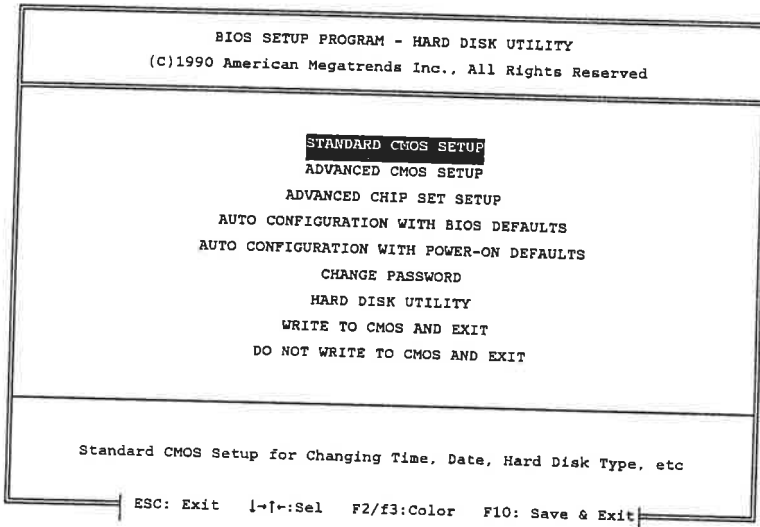 BIOS SETUP PROGRAM - HARD DISK UTILITY
(C)1990 American Megatrends Inc., All Rights Reserved
STANDARD CMOS SETUP
ADVANCED CMOS SETUP
ADVANCED CHIP SET SETUP
AUTO CONFIGURATION WITH BIOS DEFAULTS
AUTO CONFIGURATION WITH POWER-ON DEFAULTS
CHANGE PASSWORD
HARD DISK UTILITY
WRITE TO CMOS AND EXIT
DO NOT WRITE TO CMOS AND EXIT
Standard CMOS Setup for Changing Time, Date, Hard Disk Type, etc
ESC: Exit ↓→↑←:Sel F2/f3:Color F10: Save & Exit